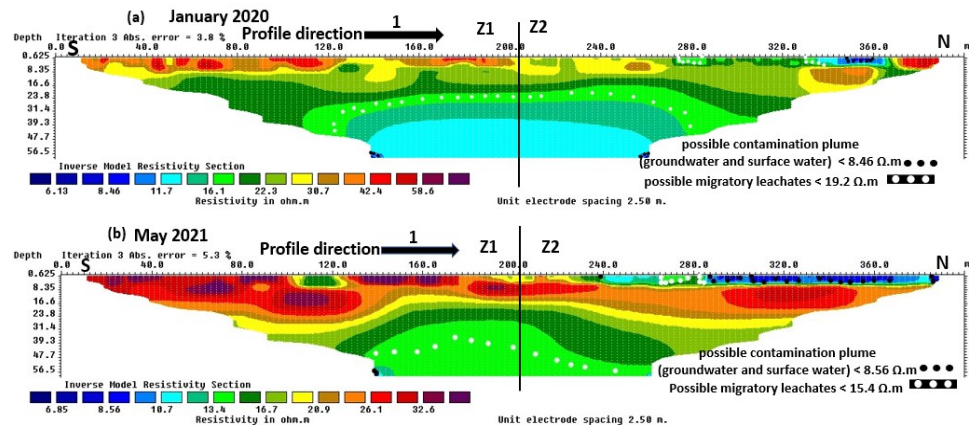 (a) January 2020
Depth Iteration 3 Abs. error = 3.8 %
Profile direction 1 Z1 Z2
S N
0.0 40.0 80.0 120.0 160.0 200.0 240.0 280.0 320.0 360.0 m.
0.625
8.35
16.6
23.8
31.4
39.3
47.7
56.5
possible contamination plume
(groundwater and surface water) < 8.46 Ω.m
possible migratory leachates < 19.2 Ω.m
Inverse Model Resistivity Section
6.13 8.46 11.7 16.1 22.3 30.7 42.4 58.6
Resistivity in ohm.m
Unit electrode spacing 2.50 m.
(b) May 2021
Depth Iteration 3 Abs. error = 5.3 %
Profile direction 1 Z1 Z2
S N
0.0 40.0 80.0 120.0 160.0 200.0 240.0 280.0 320.0 360.0 m.
0.625
8.35
16.6
23.8
31.4
39.3
47.7
56.5
possible contamination plume
(groundwater and surface water) <8.56 Ω.m
Possible migratory leachates < 15.4 Ω.m
Inverse Model Resistivity Section
6.85 8.56 10.7 13.4 16.7 20.9 26.1 32.6
Resistivity in ohm.m
Unit electrode spacing 2.50 m.